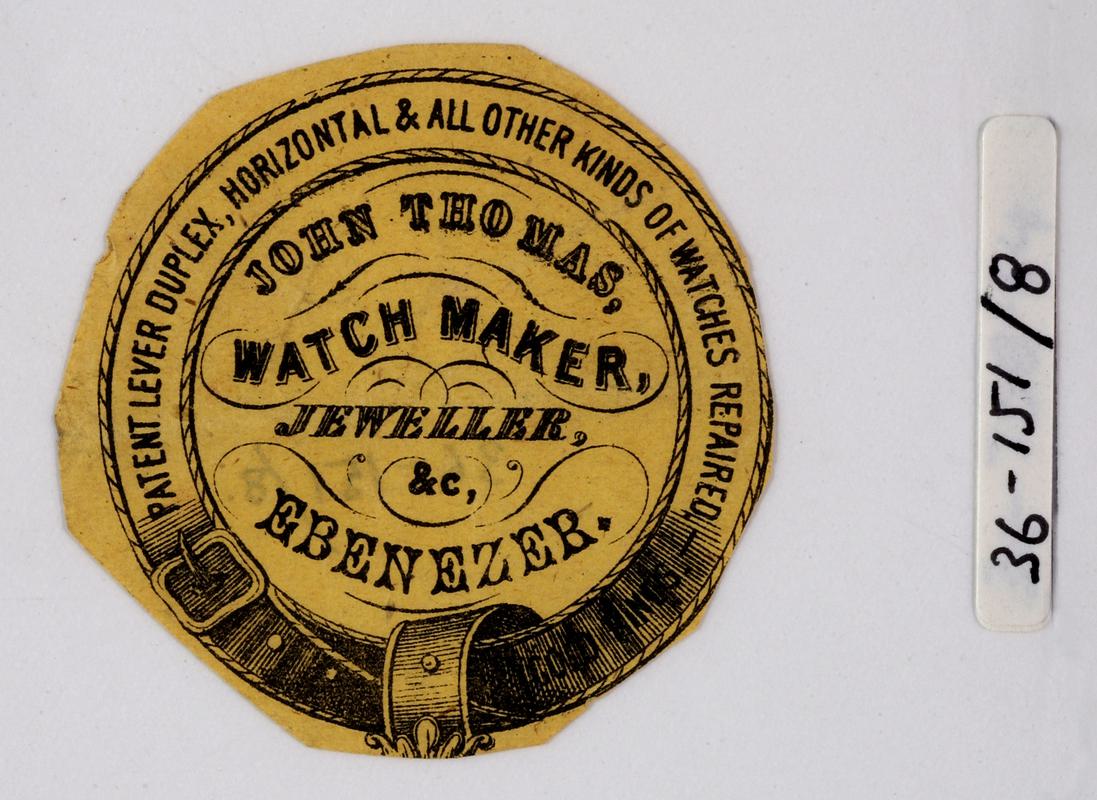 PATENT LEVER DUPLEX, HORIZONTAL & ALL OTHER KINDS OF WATCHES REPAIRED
JOHN THOMAS,
WATCH MAKER,
JEWELLER,
&c,
EBENEZER.
36-151/8